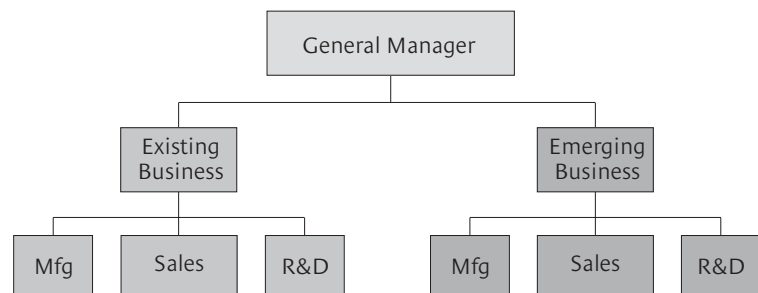 General Manager
Existing
Business
Emerging
Business
Mfg
Sales
R&D
Mfg
Sales
R&D